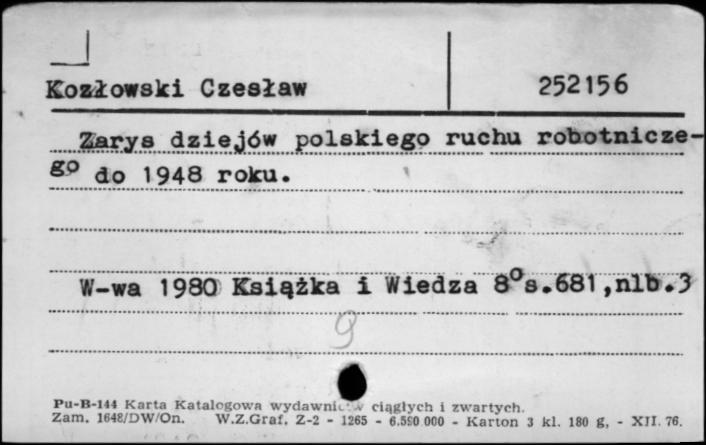 Kozłowski Czesław 252156
Zarys dziejów polskiego ruchu robotnicze-
go do 1948 roku.
W-wa 1980 Książka i Wiedza 8°s.681,nlb.3
9
Pu-B-144 Karta Katalogowa wydawnictw ciągłych i zwartych.
Zam. 1648/DW/On. W.Z.Graf. Z-2 - 1265 - 6.590 000 - Karton 3 kl. 180 g, - XII. 76.